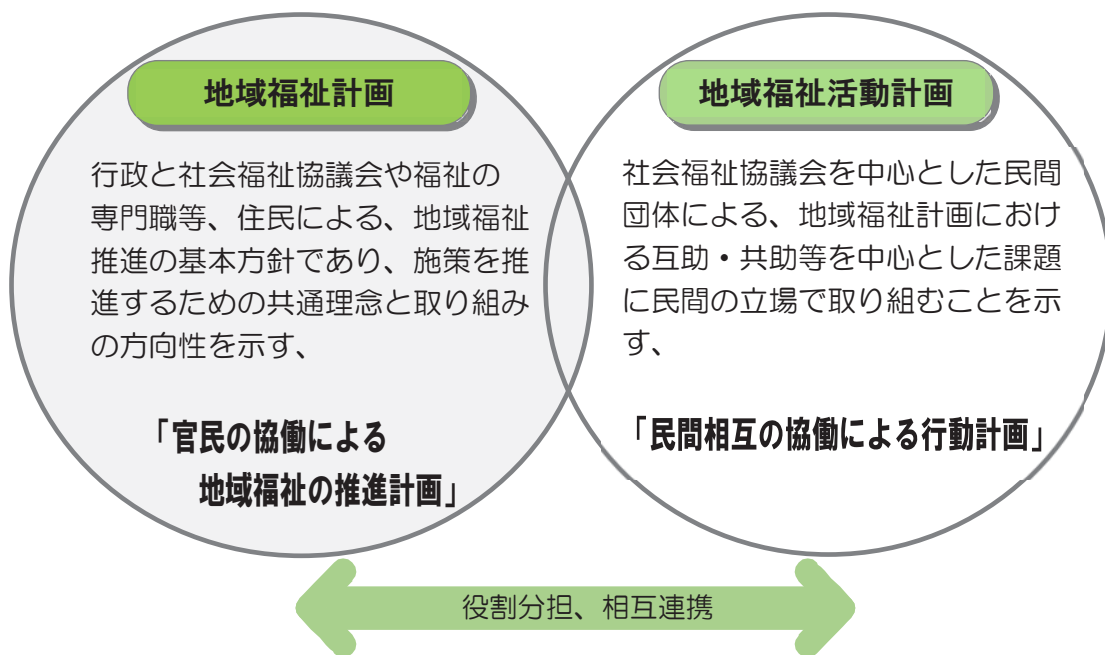 地域福祉計画
行政と社会福祉協議会や福祉の
専門職等、住民による、地域福祉
推進の基本方針であり、施策を推
進するための共通理念と取り組み
の方向性を示す、
「官民の協働による
地域福祉の推進計画」
地域福祉活動計画
社会福祉協議会を中心とした民間
団体による、地域福祉計画におけ
る互助・共助等を中心とした課題
に民間の立場で取り組むことを示
す、
「民間相互の協働による行動計画」
役割分担、相互連携